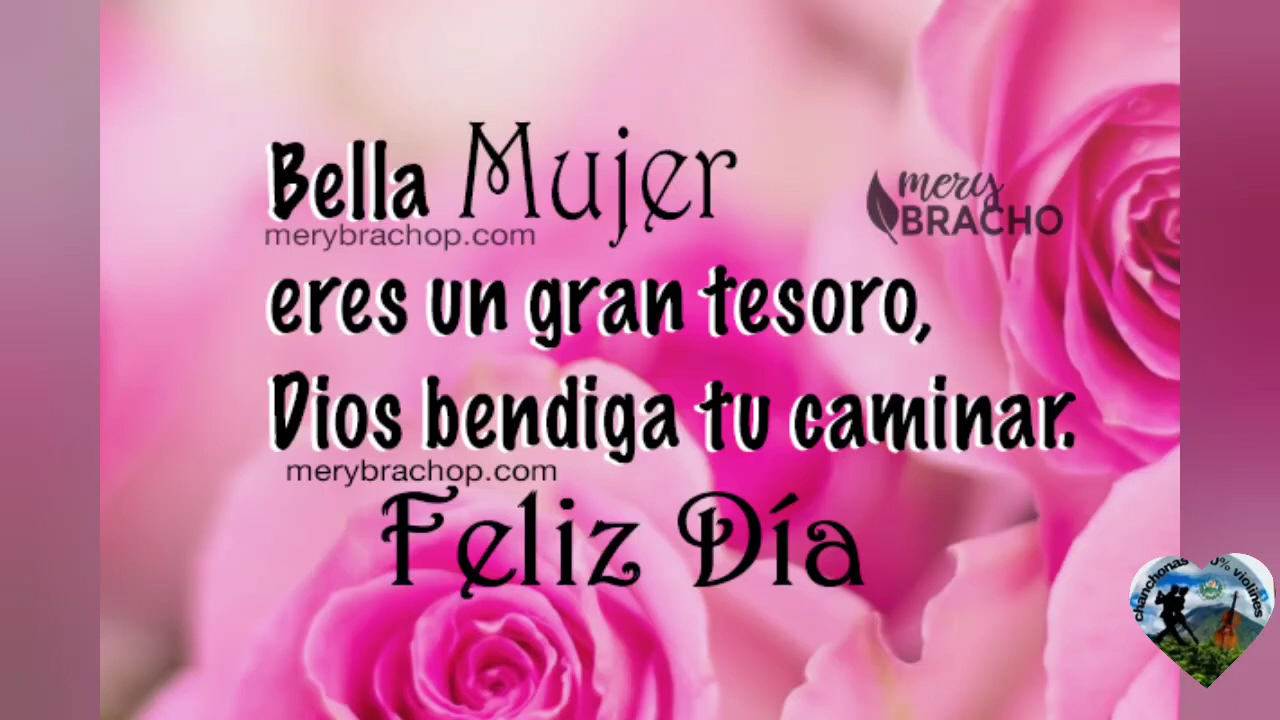 Bella Mujer
mery
BRACHO
merybrachop.com
eres un gran tesoro,
Dios bendiga tu caminar.
merybrachop.com
Feliz Día
chanchonas J% violines